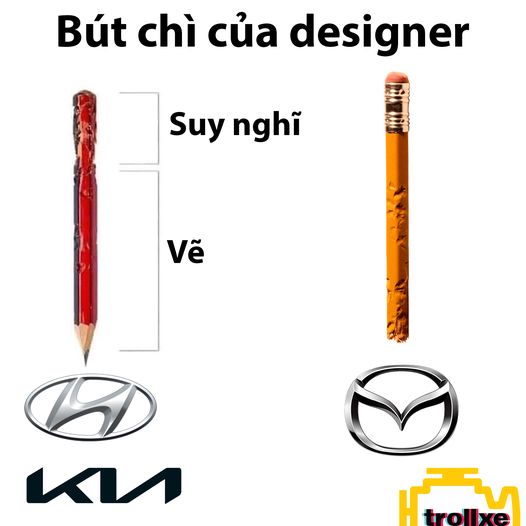 Bút chì của designer
Suy nghĩ
Vẽ
KIA
trollxe